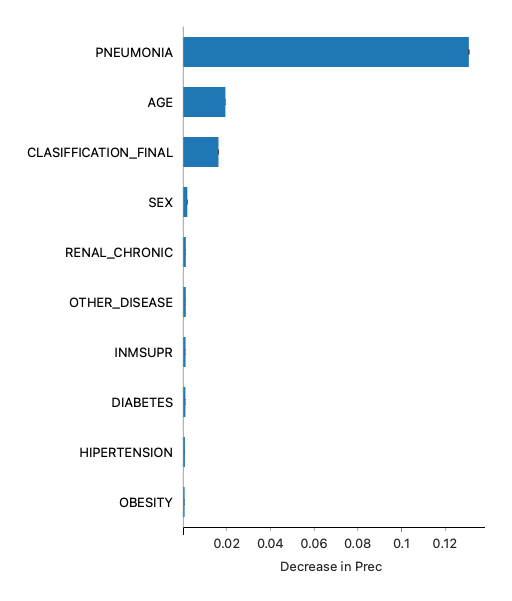 PNEUMONIA
AGE
CLASIFFICATION_FINAL
SEX
RENAL_CHRONIC
OTHER_DISEASE
INMSUPR
DIABETES
HIPERTENSION
OBESITY
0.02 0.04 0.06 0.08 0.1 0.12
Decrease in Prec